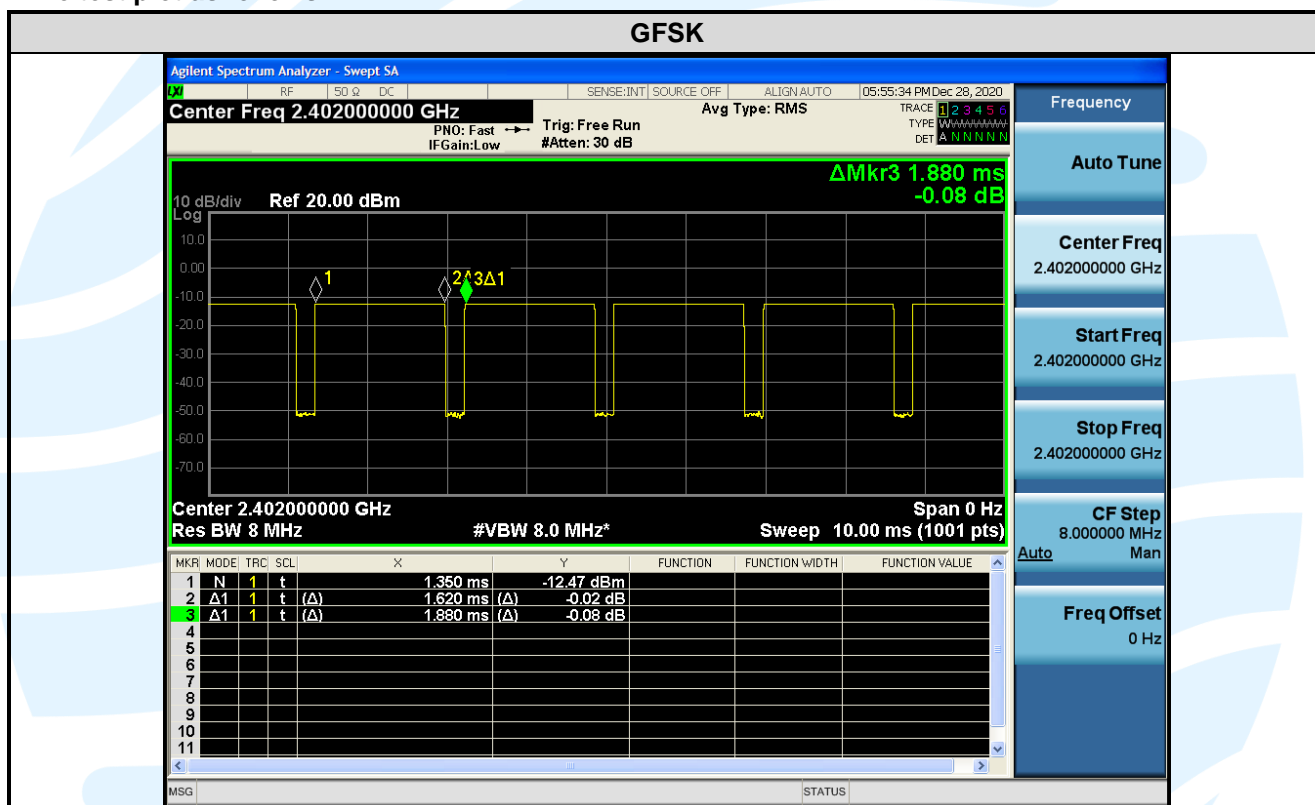 GFSK
Agilent Spectrum Analyzer - Swept SA
LXI RF 50 Ω DC SENSE:INT SOURCE OFF ALIGN AUTO 05:55:34 PM Dec 28, 2020
Center Freq 2.402000000 GHz
PNO: Fast
IFGain:Low
Trig: Free Run
#Atten: 30 dB
Avg Type: RMS
TRACE 1 2 3 4 5 6
TYPE WWWWWW
DET A N N N N N
ΔMkr3 1.880 ms
-0.08 dB
10 dB/div Ref 20.00 dBm
Log
10.0
0.00
-10.0
-20.0
-30.0
-40.0
-50.0
-60.0
-70.0
1
2Δ3Δ1
Center 2.402000000 GHz Span 0 Hz
Res BW 8 MHz #VBW 8.0 MHz* Sweep 10.00 ms (1001 pts)
MKR MODE TRC SCL X Y FUNCTION FUNCTION WIDTH FUNCTION VALUE
1 N 1 t 1.350 ms -12.47 dBm
2 Δ1 1 t (Δ) 1.620 ms (Δ) -0.02 dB
3 Δ1 1 t (Δ) 1.880 ms (Δ) -0.08 dB
4
5
6
7
8
9
10
11
MSG STATUS
Frequency
Auto Tune
Center Freq
2.402000000 GHz
Start Freq
2.402000000 GHz
Stop Freq
2.402000000 GHz
CF Step
8.000000 MHz
Auto Man
Freq Offset
0 Hz